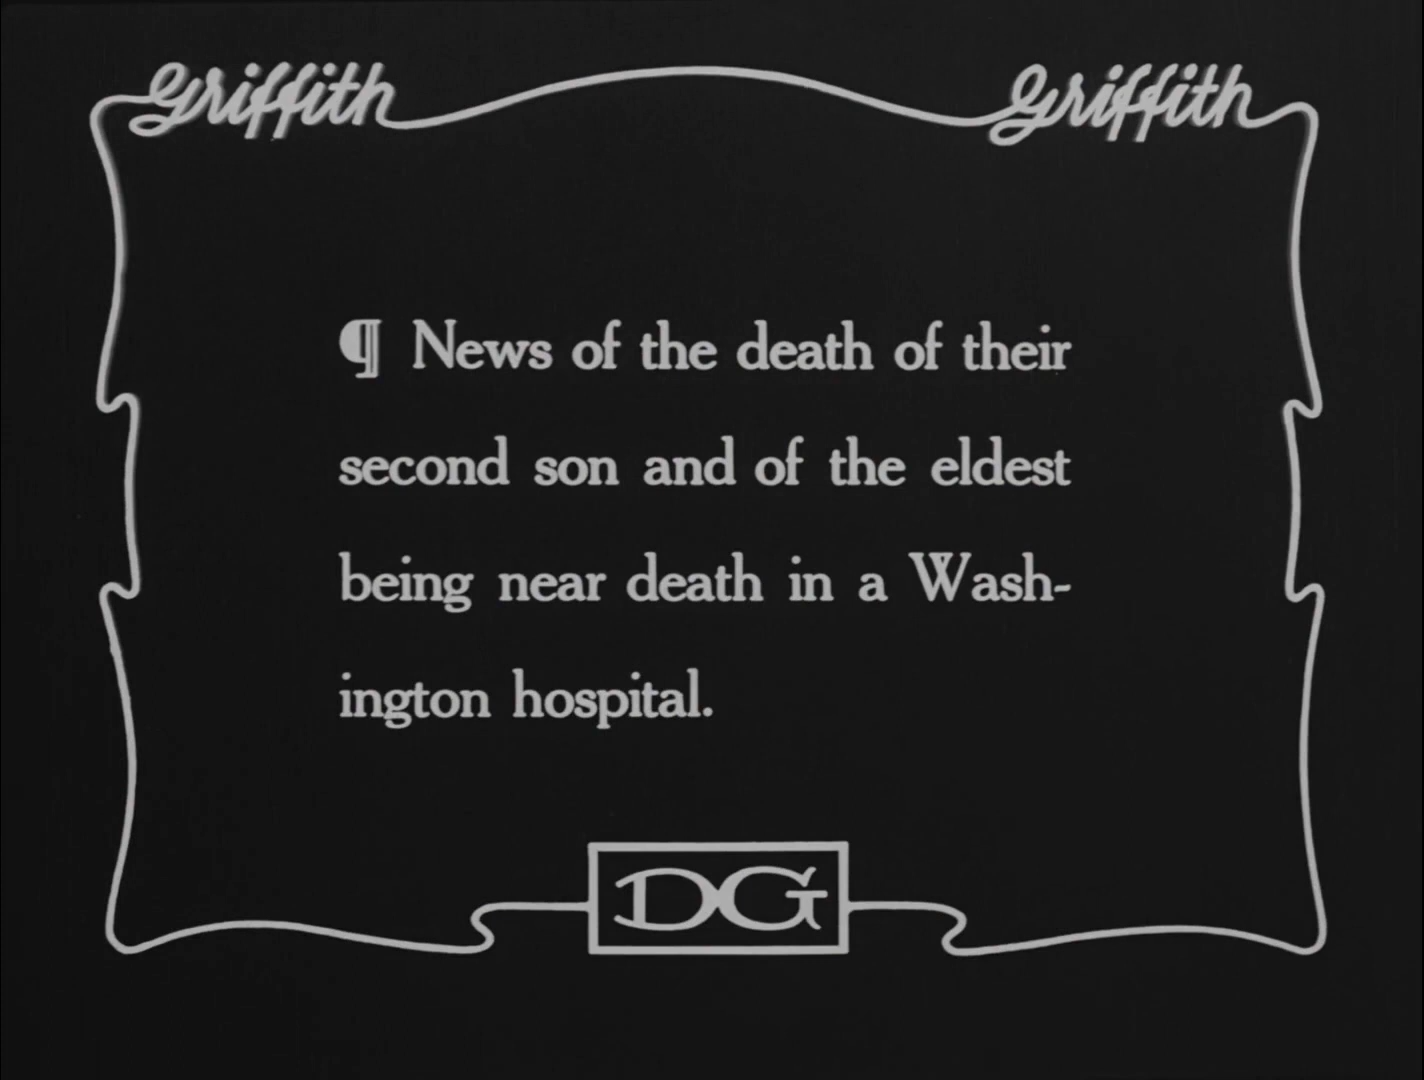 Griffith Griffith
¶ News of the death of their
second son and of the eldest
being near death in a Wash-
ington hospital.
DG